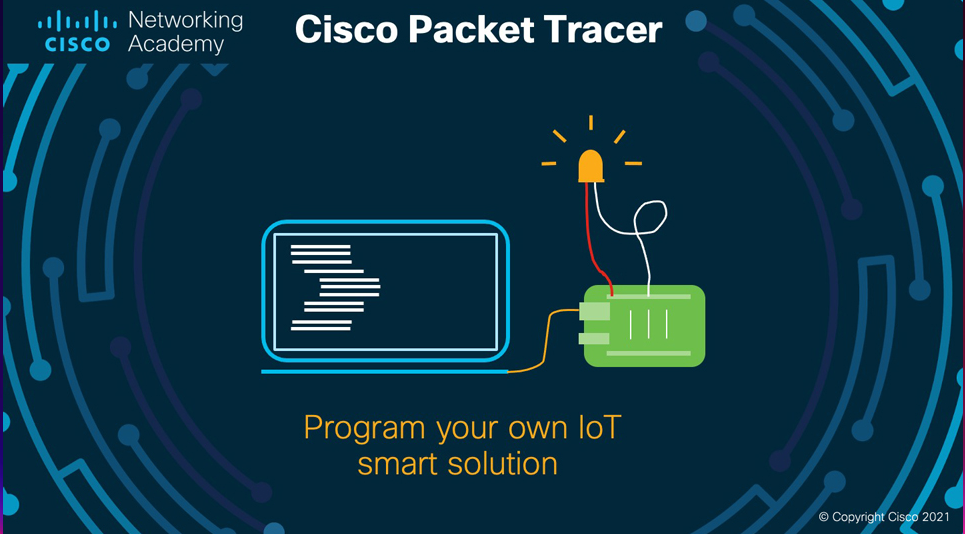 Networking
CISCO Academy
Cisco Packet Tracer
Program your own IoT
smart solution
© Copyright Cisco 2021